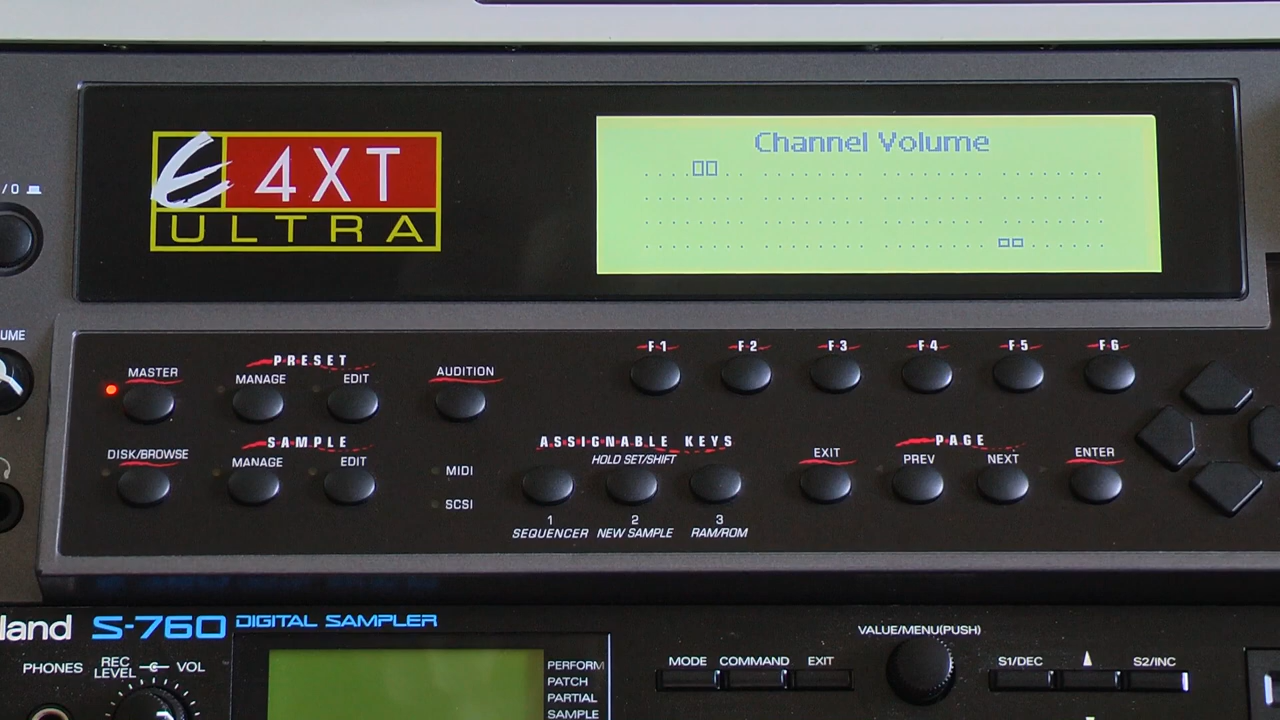 Channel Volume
4XT
ULTRA
/0
UME
MASTER
PRESET
MANAGE EDIT
AUDITION
F1 F2 F3 F4 F5 F6
DISK/BROWSE
SAMPLE
MANAGE EDIT
MIDI
SCSI
ASSIGNABLE KEYS
HOLD SET/SHIFT
1 2 3
SEQUENCER NEW SAMPLE RAM/ROM
EXIT
PAGE
PREV NEXT
ENTER
land S-760 DIGITAL SAMPLER
PHONES
REC LEVEL
VOL
PERFORM
PATCH
PARTIAL
SAMPLE
MODE COMMAND EXIT
VALUE/MENU(PUSH)
S1/DEC S2/INC